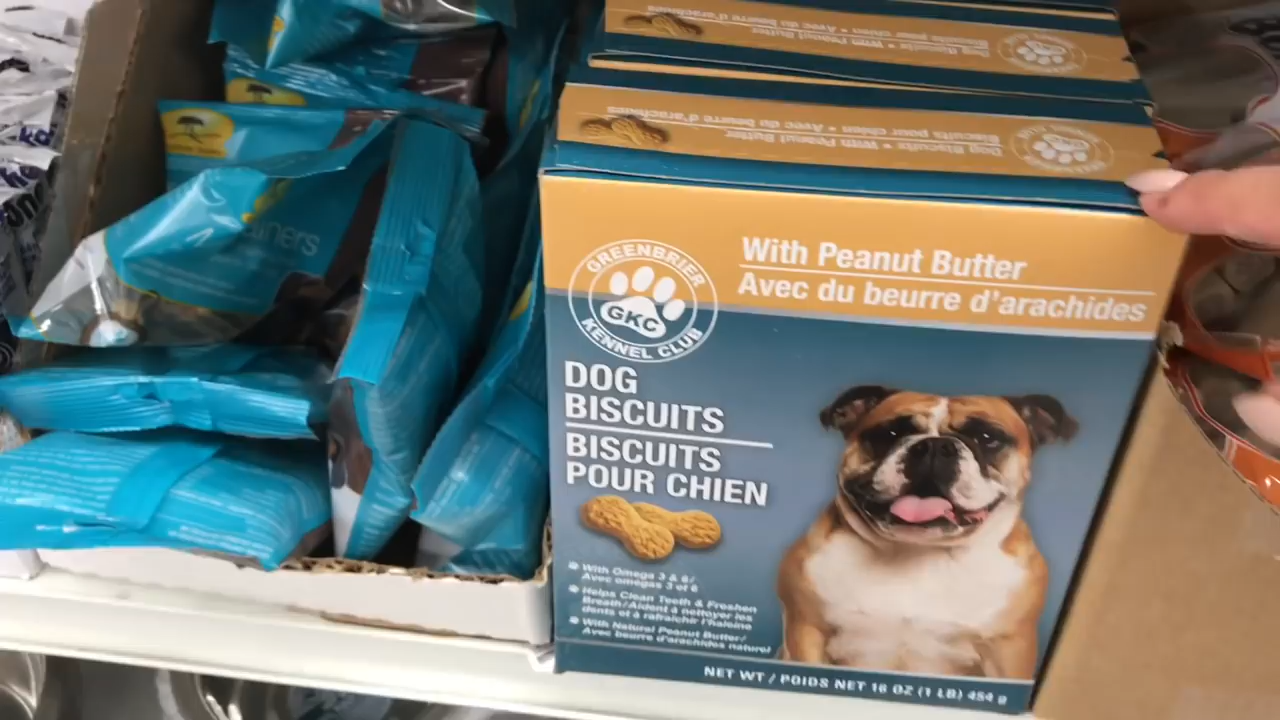 Dog Biscuits • With Peanut Butter
Biscuits pour chien • Avec du beurre d'arachides
Dog Biscuits • With Peanut Butter
Biscuits pour chien • Avec du beurre d'arachides
With Peanut Butter
Avec du beurre d'arachides
GREENBRIER
GKC
KENNEL CLUB
DOG
BISCUITS
BISCUITS
POUR CHIEN
With Omega 3 & 6/
Avec omégas 3 et 6
Helps Clean Teeth & Freshen
Breath/Aident à nettoyer les
dents et à rafraîchir l'haleine
With Natural Peanut Butter/
Avec beurre d'arachides naturel
NET WT / POIDS NET 16 OZ (1 LB) 454 g